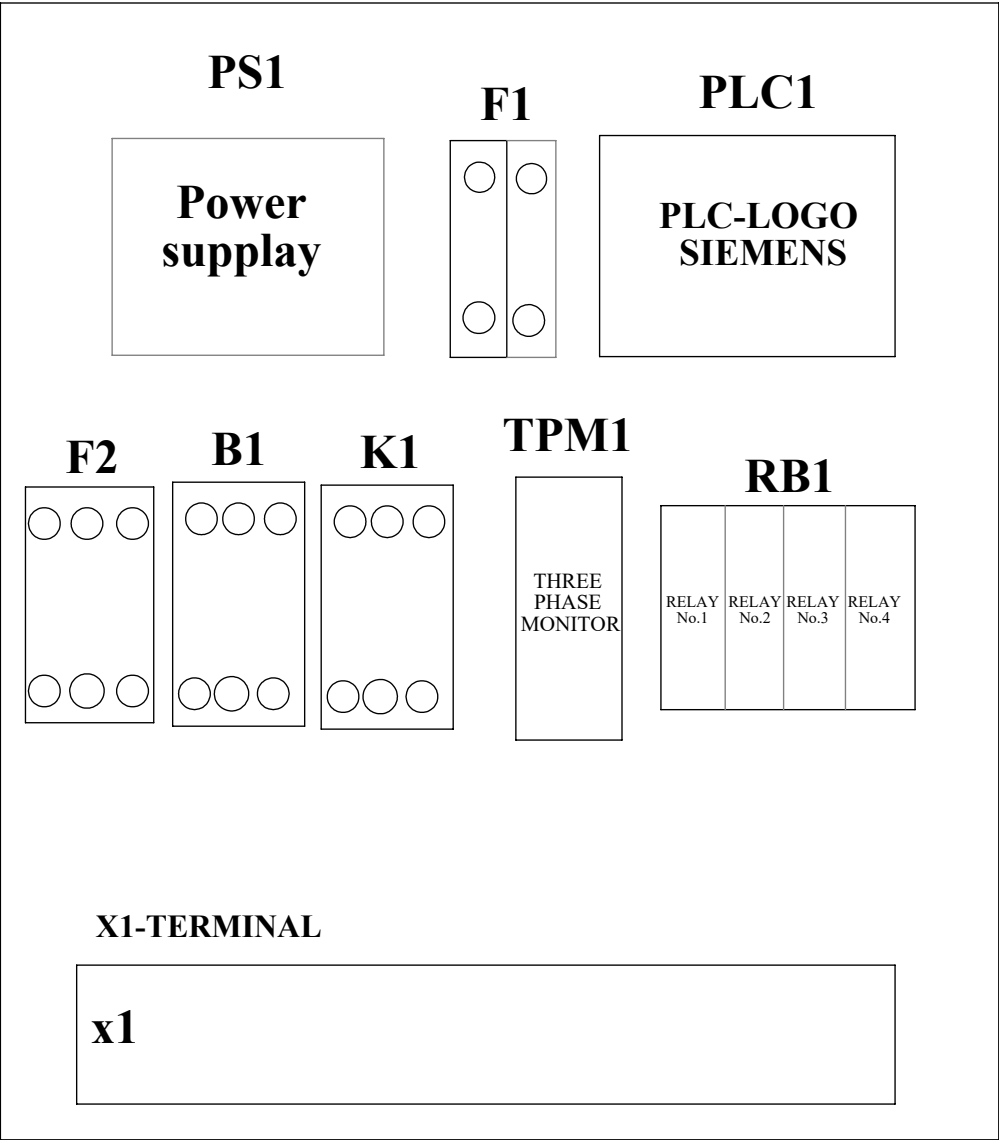 PS1
F1
PLC1
Power
supplay
PLC-LOGO
SIEMENS
F2
B1
K1
TPM1
RB1
THREE
PHASE
MONITOR
RELAY
No.1
RELAY
No.2
RELAY
No.3
RELAY
No.4
X1-TERMINAL
x1